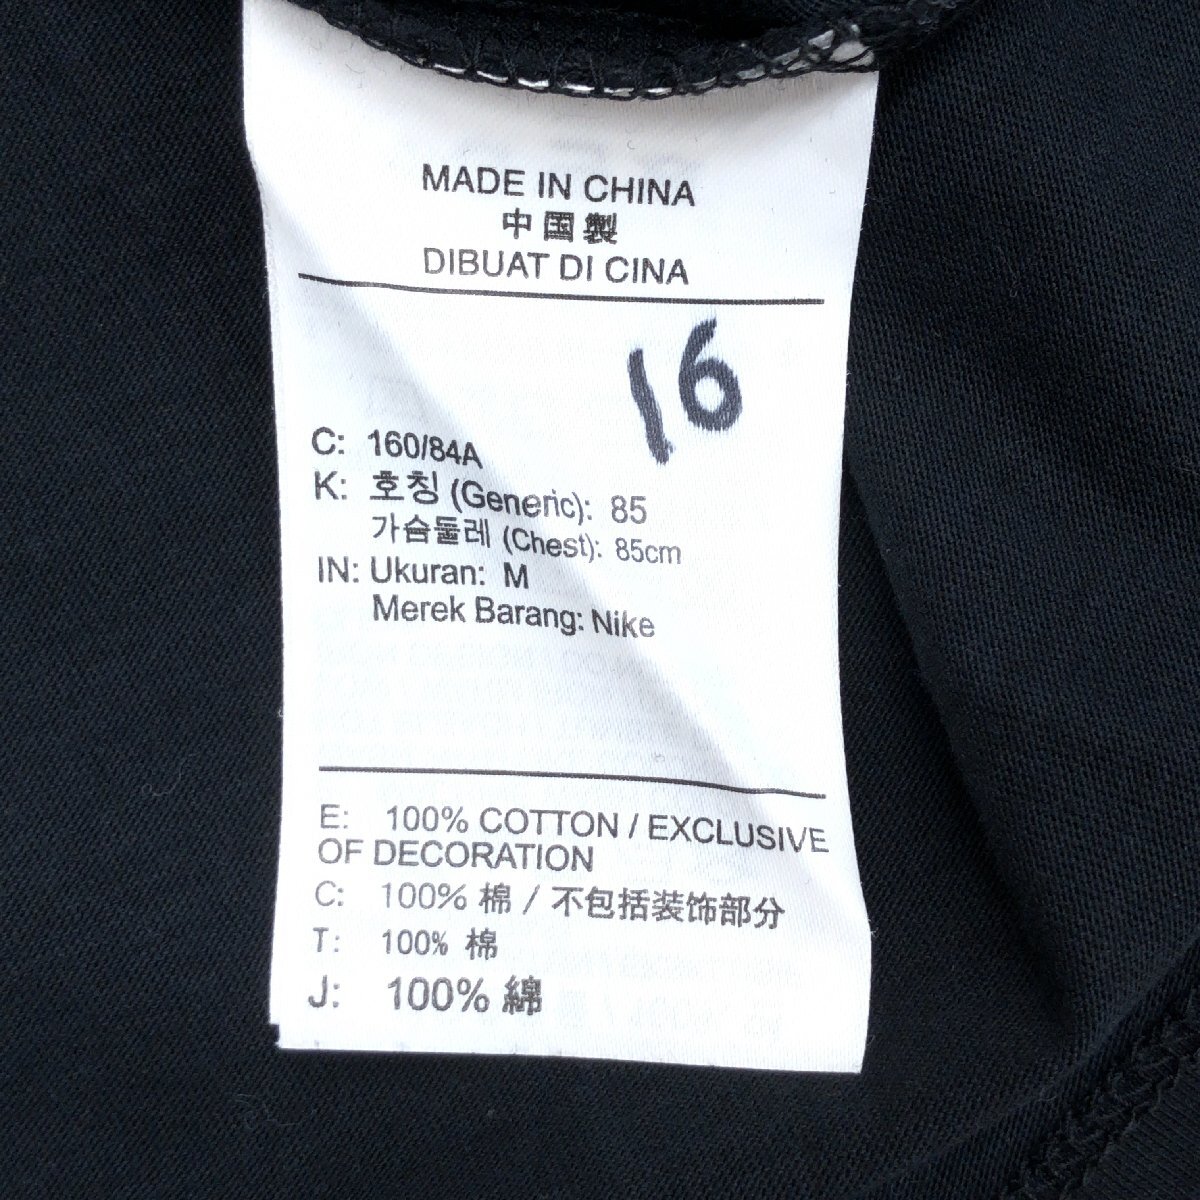 MADE IN CHINA
中国製
DIBUAT DI CINA
16
C: 160/84A
K: 호칭 (Generic): 85
가슴둘레 (Chest): 85cm
IN: Ukuran: M
Merek Barang: Nike
E: 100% COTTON / EXCLUSIVE
OF DECORATION
C: 100% 棉 / 不包括装饰部分
T: 100% 棉
J: 100% 綿